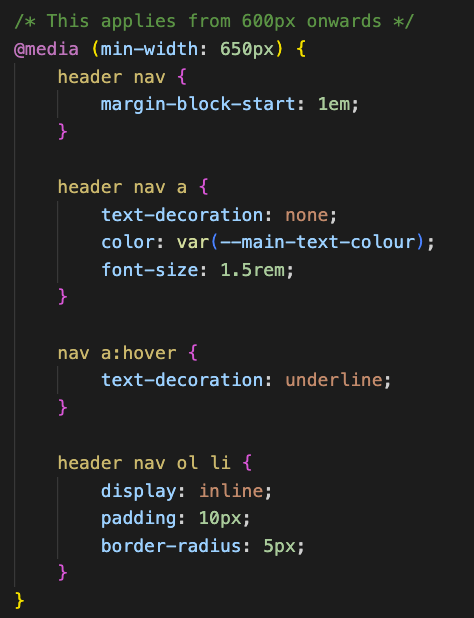 /* This applies from 600px onwards */
@media (min-width: 650px) {
header nav {
margin-block-start: 1em;
}
header nav a {
text-decoration: none;
color: var(--main-text-colour);
font-size: 1.5rem;
}
nav a:hover {
text-decoration: underline;
}
header nav ol li {
display: inline;
padding: 10px;
border-radius: 5px;
}
}